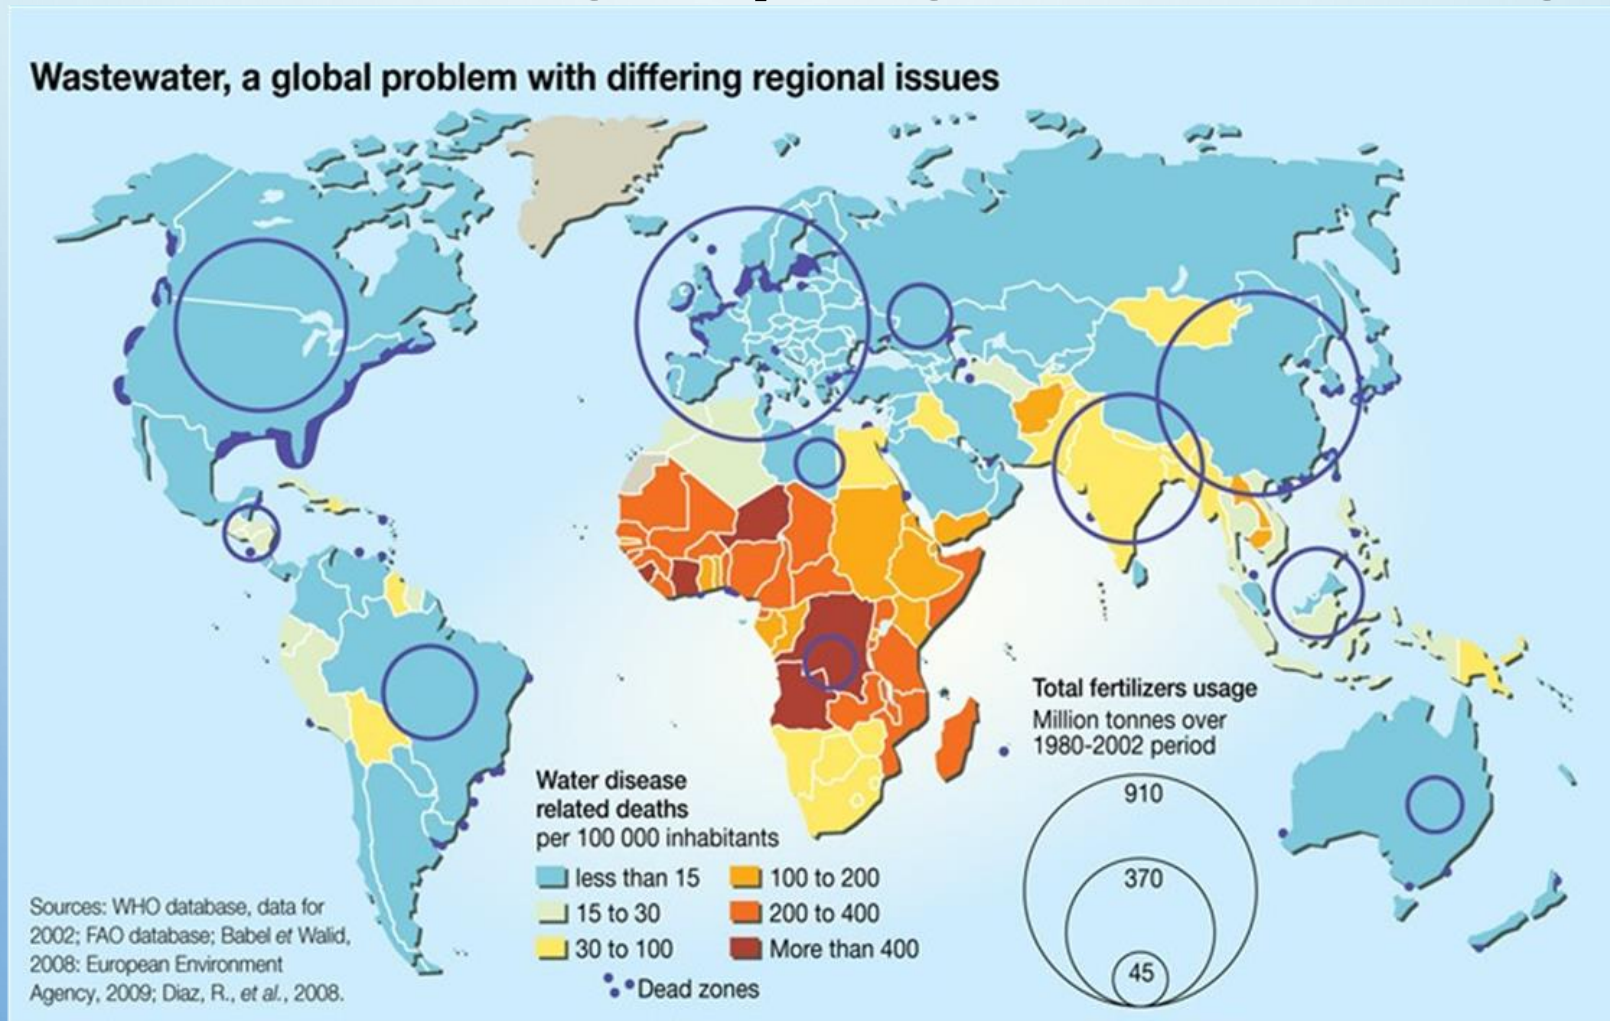 Wastewater, a global problem with differing regional issues
Total fertilizers usage
Million tonnes over
1980-2002 period
910
370
45
Water disease
related deaths
per 100 000 inhabitants
less than 15
15 to 30
30 to 100
100 to 200
200 to 400
More than 400
Dead zones
Sources: WHO database, data for
2002; FAO database; Babel et Walid,
2008: European Environment
Agency, 2009; Diaz, R., et al., 2008.